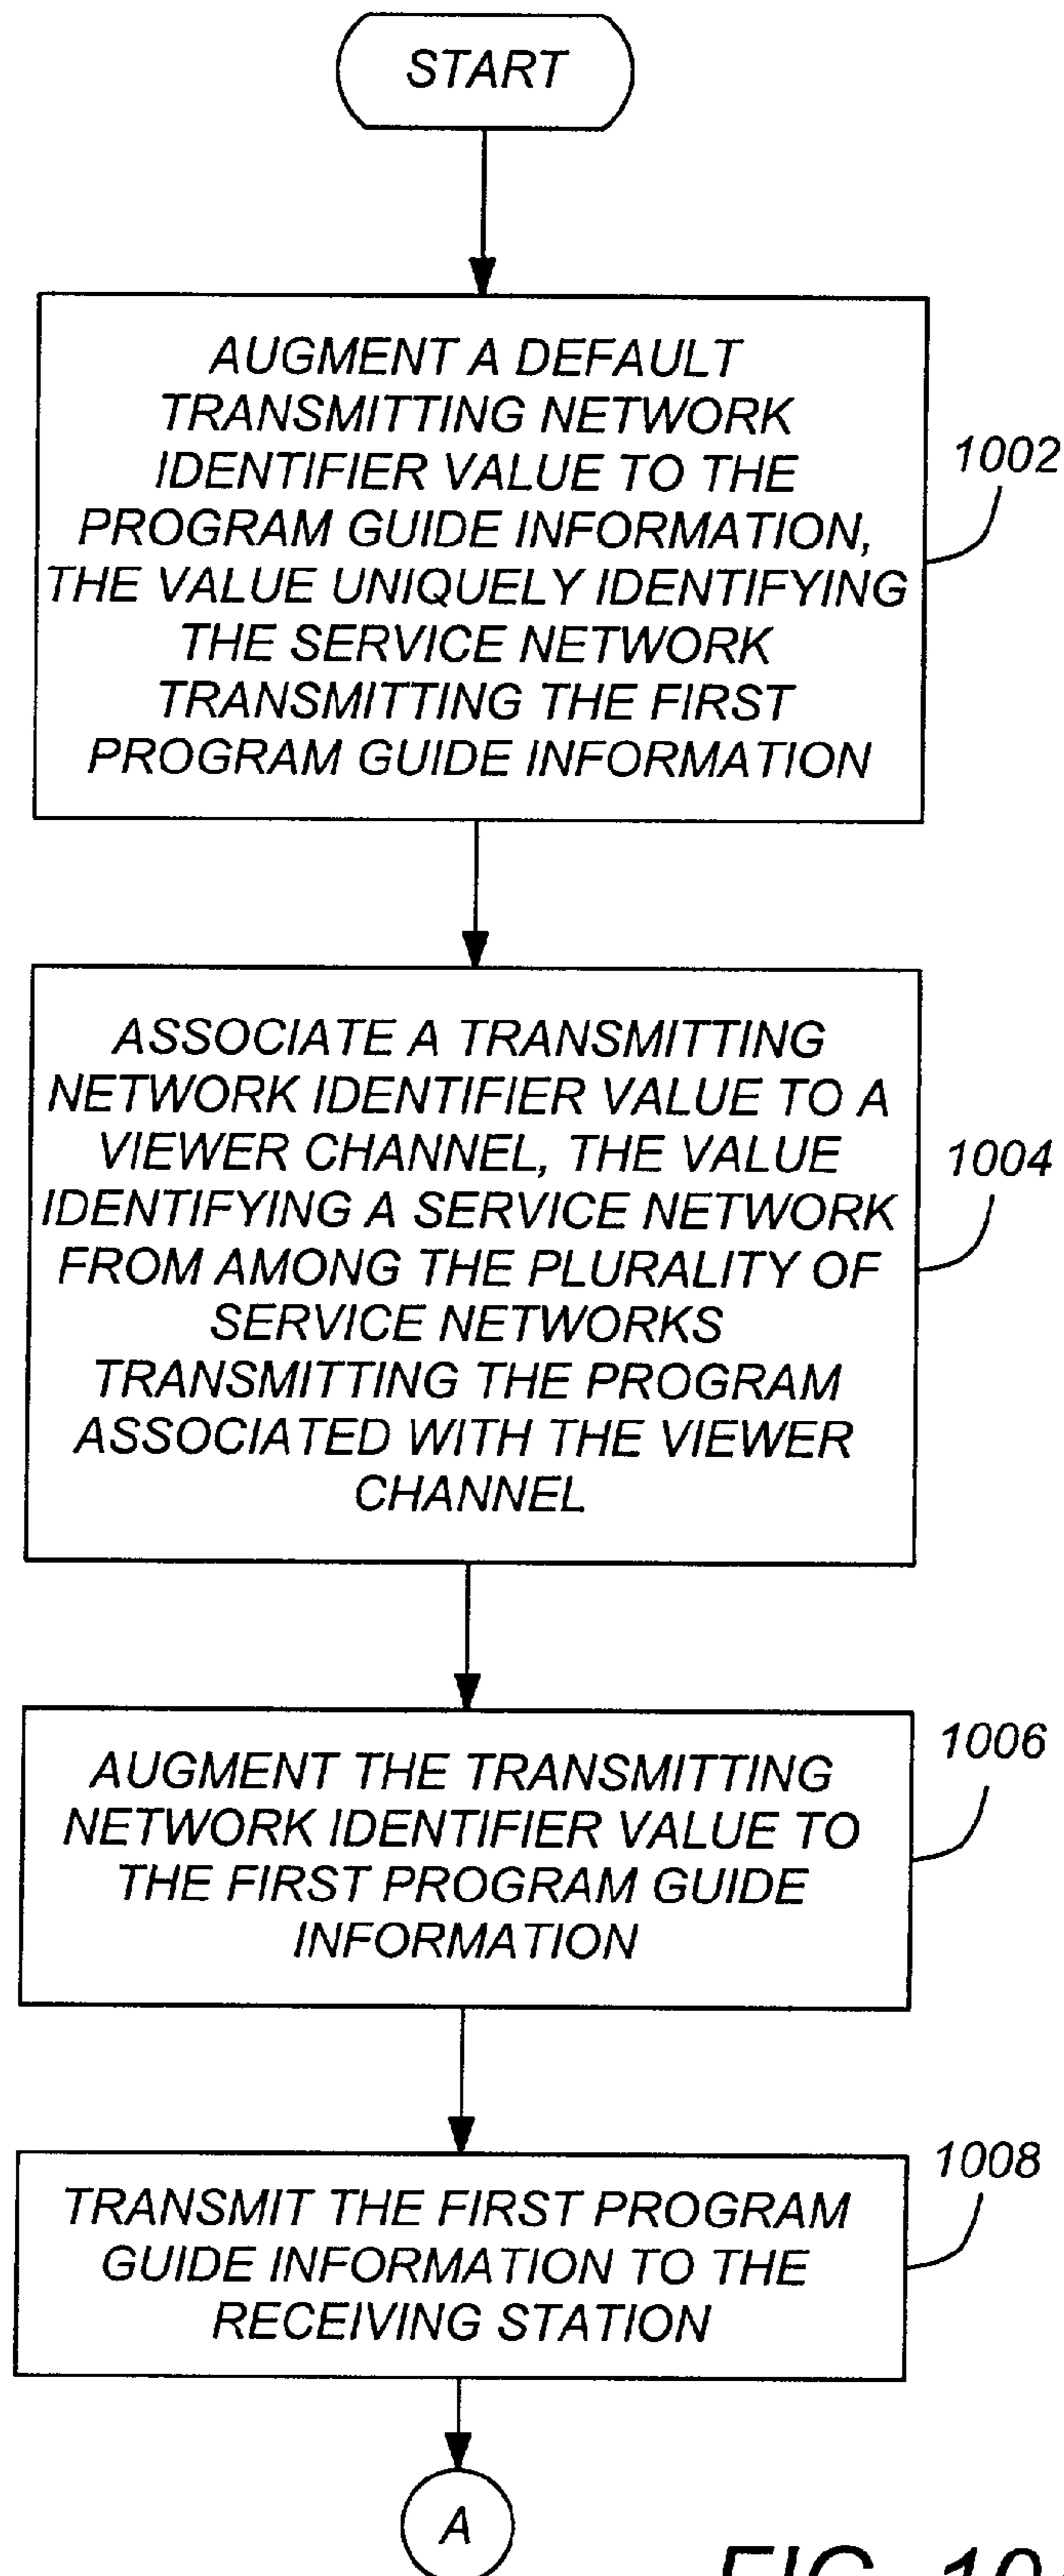 START
AUGMENT A DEFAULT
TRANSMITTING NETWORK
IDENTIFIER VALUE TO THE
PROGRAM GUIDE INFORMATION,
THE VALUE UNIQUELY IDENTIFYING
THE SERVICE NETWORK
TRANSMITTING THE FIRST
PROGRAM GUIDE INFORMATION
1002
ASSOCIATE A TRANSMITTING
NETWORK IDENTIFIER VALUE TO A
VIEWER CHANNEL, THE VALUE
IDENTIFYING A SERVICE NETWORK
FROM AMONG THE PLURALITY OF
SERVICE NETWORKS
TRANSMITTING THE PROGRAM
ASSOCIATED WITH THE VIEWER
CHANNEL
1004
AUGMENT THE TRANSMITTING
NETWORK IDENTIFIER VALUE TO
THE FIRST PROGRAM GUIDE
INFORMATION
1006
TRANSMIT THE FIRST PROGRAM
GUIDE INFORMATION TO THE
RECEIVING STATION
1008
A
FIG.